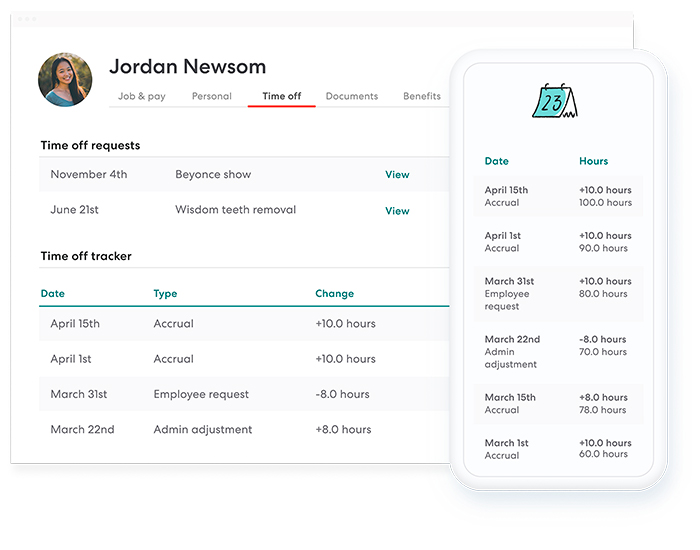 Jordan Newsom
Job & pay Personal Time off Documents Benefits
Time off requests
November 4th Beyonce show View
June 21st Wisdom teeth removal View
Time off tracker
Date Type Change
April 15th Accrual +10.0 hours
April 1st Accrual +10.0 hours
March 31st Employee request -8.0 hours
March 22nd Admin adjustment +8.0 hours
23
Date Hours
April 15th +10.0 hours
Accrual 100.0 hours
April 1st +10.0 hours
Accrual 90.0 hours
March 31st +10.0 hours
Employee 80.0 hours
request
March 22nd -8.0 hours
Admin 70.0 hours
adjustment
March 15th +8.0 hours
Accrual 78.0 hours
March 1st +10.0 hours
Accrual 60.0 hours